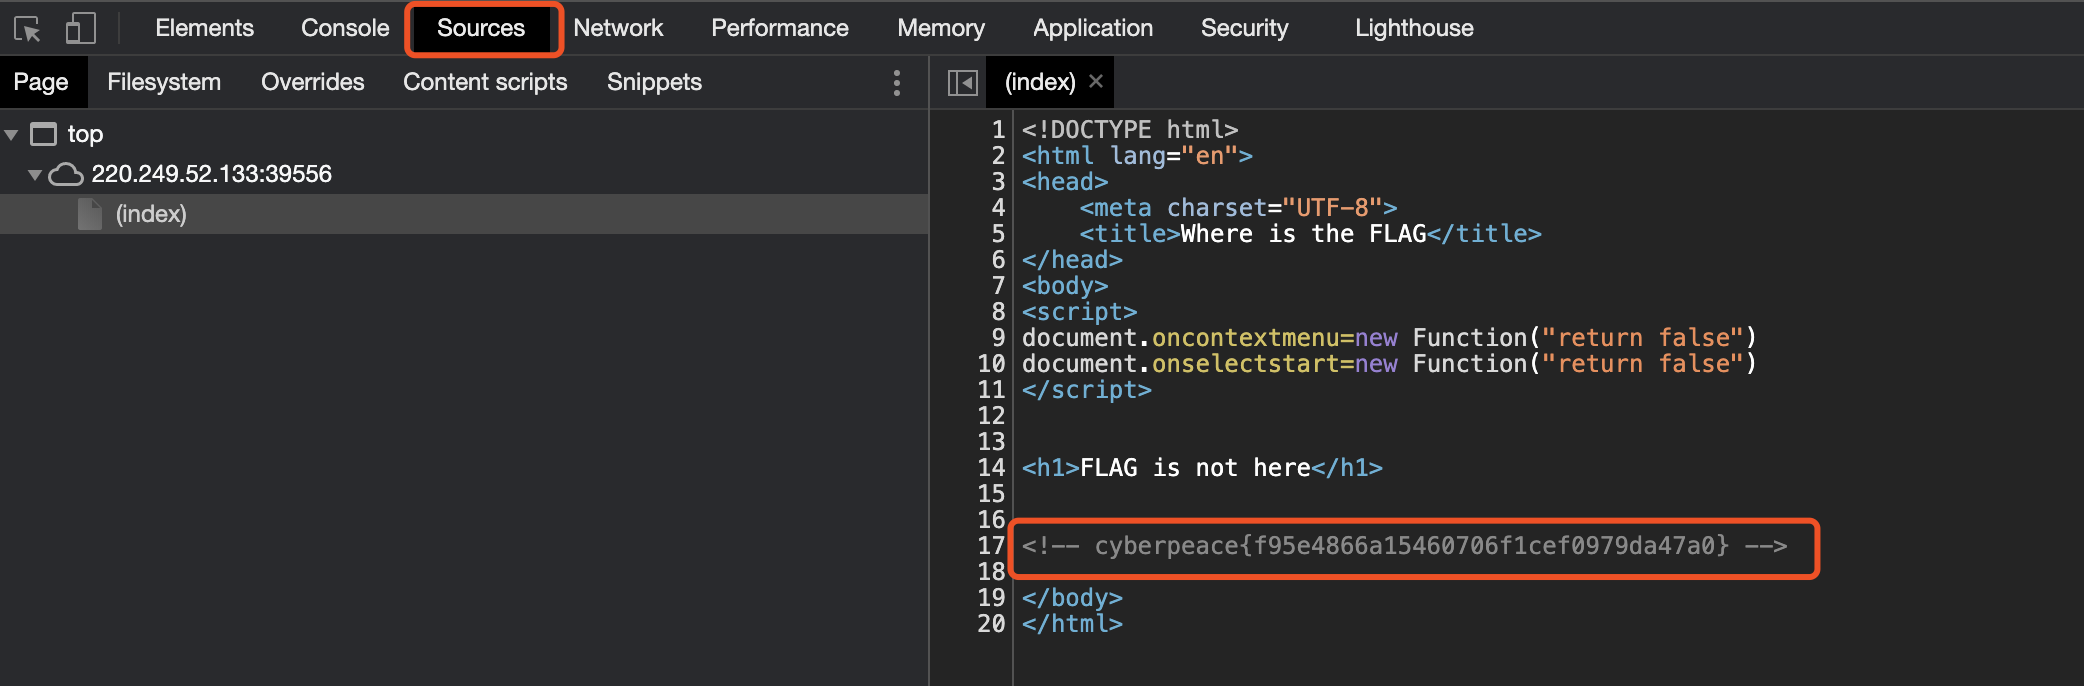 Elements Console Sources Network Performance Memory Application Security Lighthouse
Page Filesystem Overrides Content scripts Snippets
top
220.249.52.133:39556
(index)
(index) ×
1 <!DOCTYPE html>
2 <html lang="en">
3 <head>
4 <meta charset="UTF-8">
5 <title>Where is the FLAG</title>
6 </head>
7 <body>
8 <script>
9 document.oncontextmenu=new Function("return false")
10 document.onselectstart=new Function("return false")
11 </script>
12
13
14 <h1>FLAG is not here</h1>
15
16
17 <!-- cyberpeace{f95e4866a15460706f1cef0979da47a0} -->
18
19 </body>
20 </html>